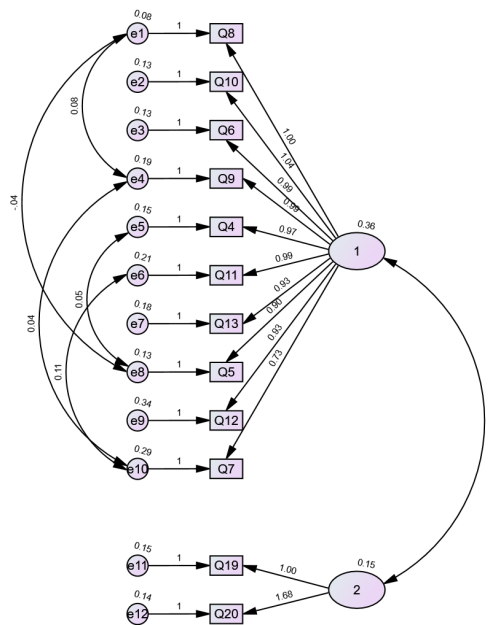 0.08
e1 1 Q8
0.13
e2 1 Q10
0.13
e3 1 Q6
0.19
e4 1 Q9
0.15
e5 1 Q4
0.21
e6 1 Q11
0.18
e7 1 Q13
0.13
e8 1 Q5
0.34
e9 1 Q12
0.29
e10 1 Q7
0.08
-.04
0.05
0.04
0.11
1.00
1.04
0.99
0.99
0.97
0.99
0.93
0.90
0.93
0.73
0.36
1
0.15
e11 1 Q19
0.14
e12 1 Q20
1.00
1.68
0.15
2